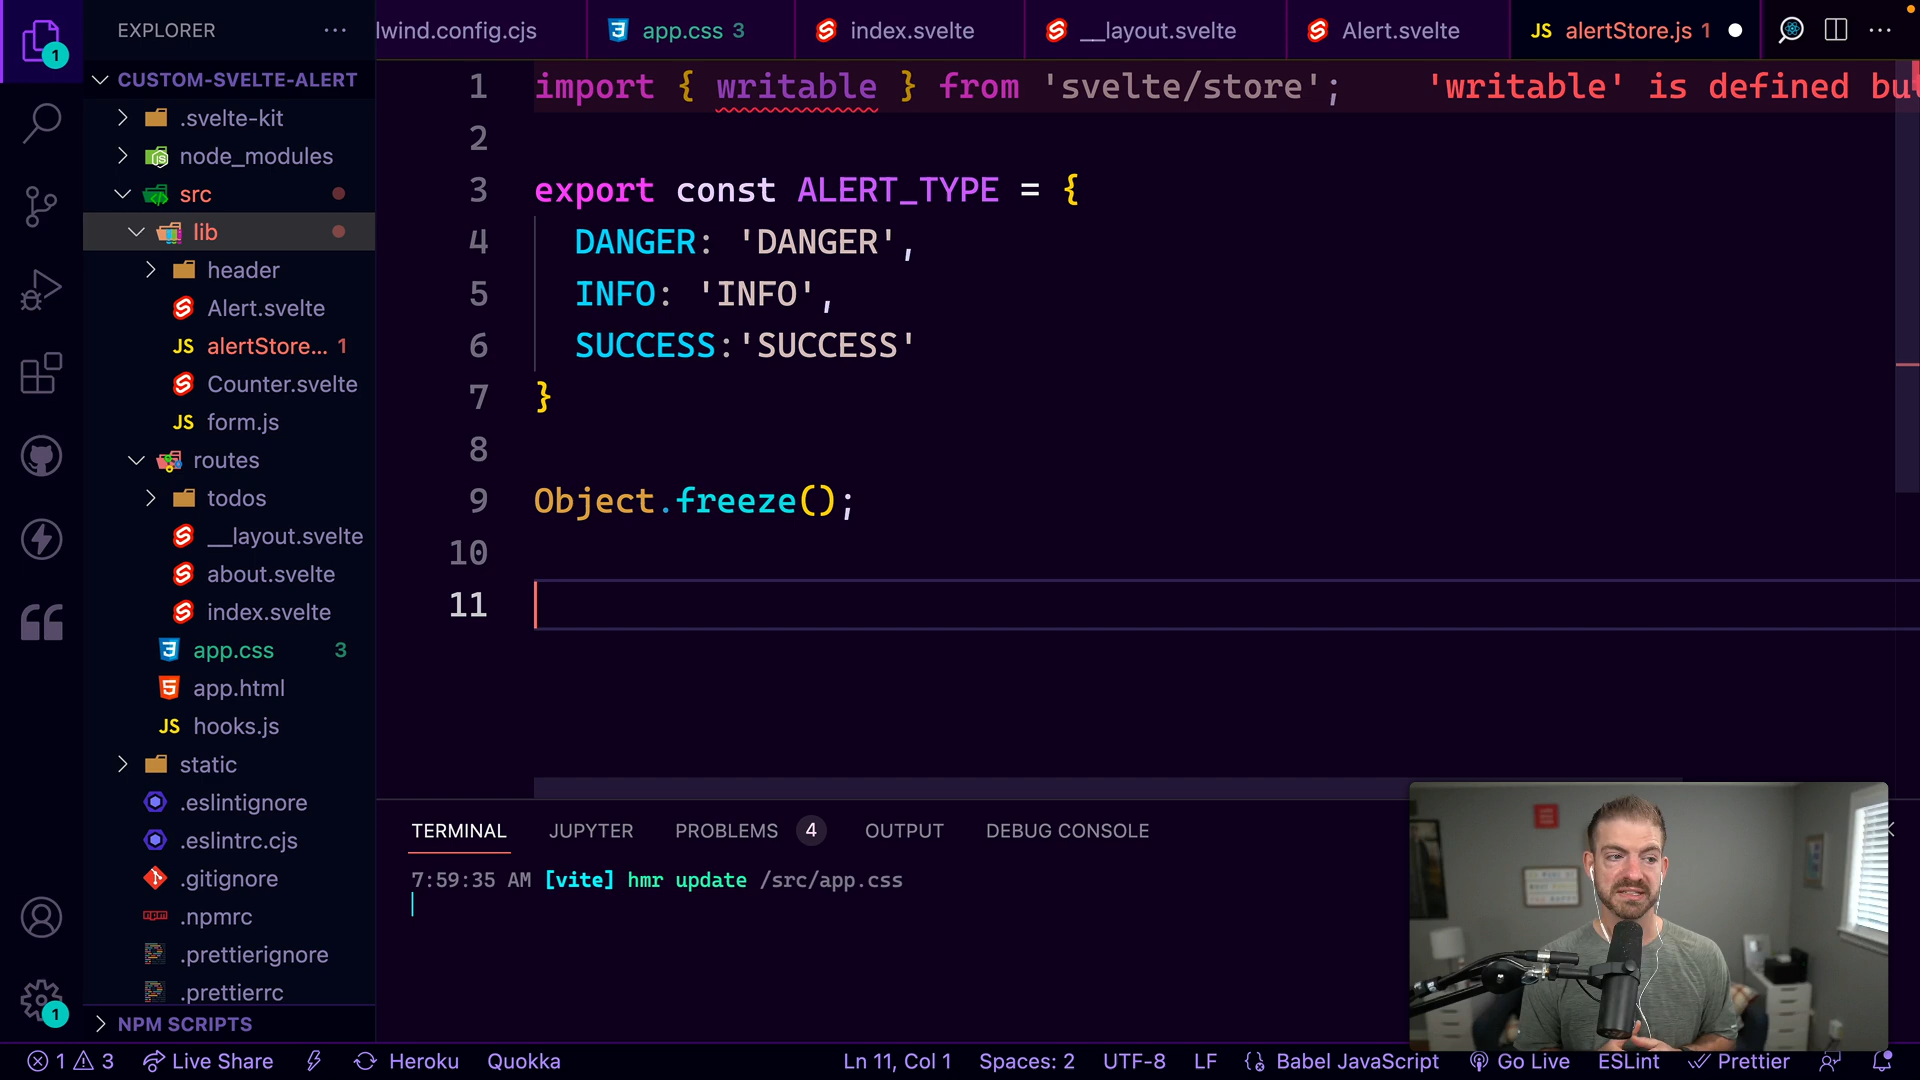 EXPLORER
lwind.config.cjs
app.css 3
index.svelte
__layout.svelte
Alert.svelte
JS alertStore.js 1
1
CUSTOM-SVELTE-ALERT
.svelte-kit
node_modules
src
lib
header
Alert.svelte
JS alertStore... 1
Counter.svelte
JS form.js
routes
todos
__layout.svelte
about.svelte
index.svelte
app.css 3
app.html
JS hooks.js
static
.eslintignore
.eslintrc.cjs
.gitignore
.npmrc
.prettierignore
.prettierrc
NPM SCRIPTS
1
1 import { writable } from 'svelte/store'; 'writable' is defined but
2
3 export const ALERT_TYPE = {
4 DANGER: 'DANGER',
5 INFO: 'INFO',
6 SUCCESS:'SUCCESS'
7 }
8
9 Object.freeze();
10
11
TERMINAL JUPYTER PROBLEMS 4 OUTPUT DEBUG CONSOLE
7:59:35 AM [vite] hmr update /src/app.css
1 3 Live Share Heroku Quokka Ln 11, Col 1 Spaces: 2 UTF-8 LF Babel JavaScript Go Live ESLint Prettier